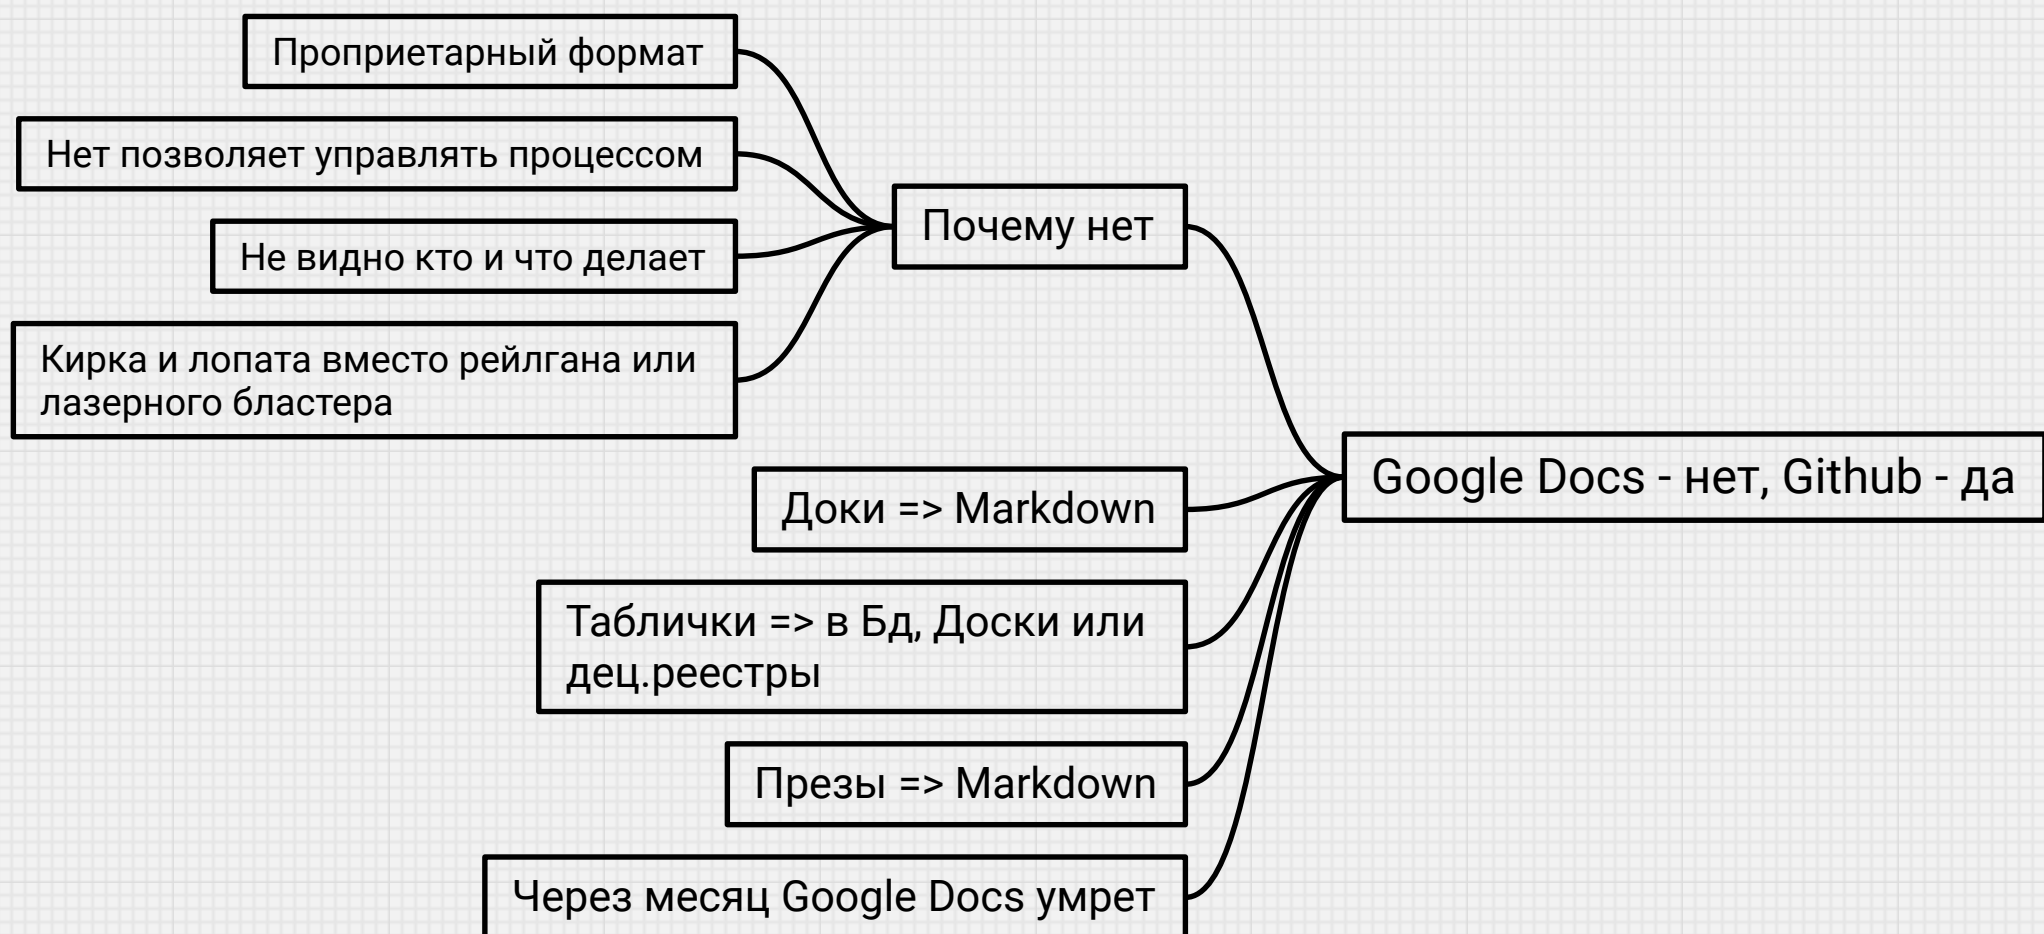 Проприетарный формат
Нет позволяет управлять процессом
Не видно кто и что делает
Кирка и лопата вместо рейлгана или
лазерного бластера
Почему нет
Доки => Markdown
Таблички => в Бд, Доски или
дец.реестры
Презы => Markdown
Через месяц Google Docs умрет
Google Docs - нет, Github - да